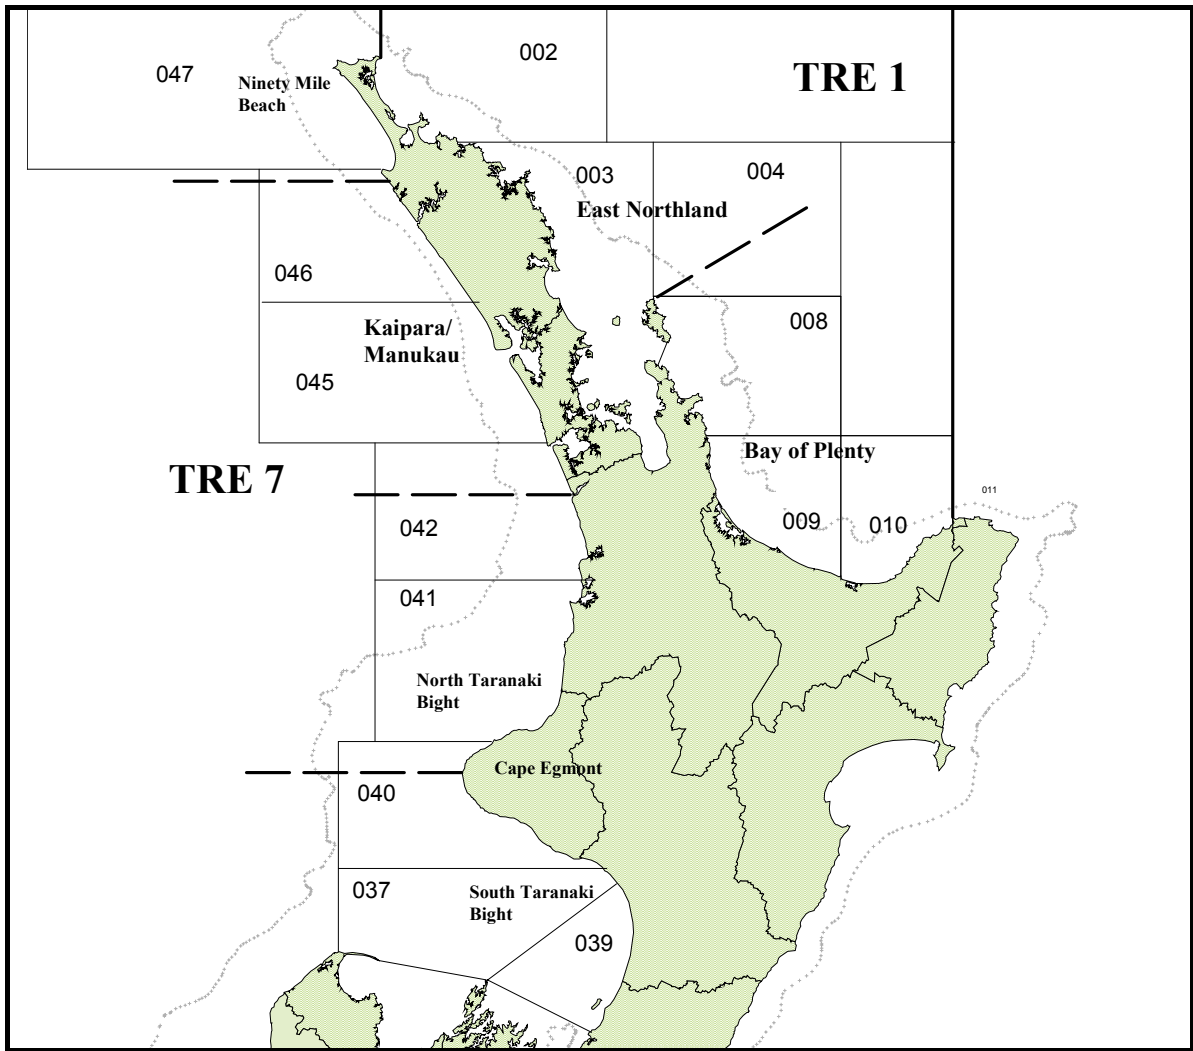 002
047
TRE 1
Ninety Mile
Beach
003
004
East Northland
046
008
Kaipara/
Manukau
045
Bay of Plenty
TRE 7
011
009
010
042
041
North Taranaki
Bight
Cape Egmont
040
037
South Taranaki
Bight
039